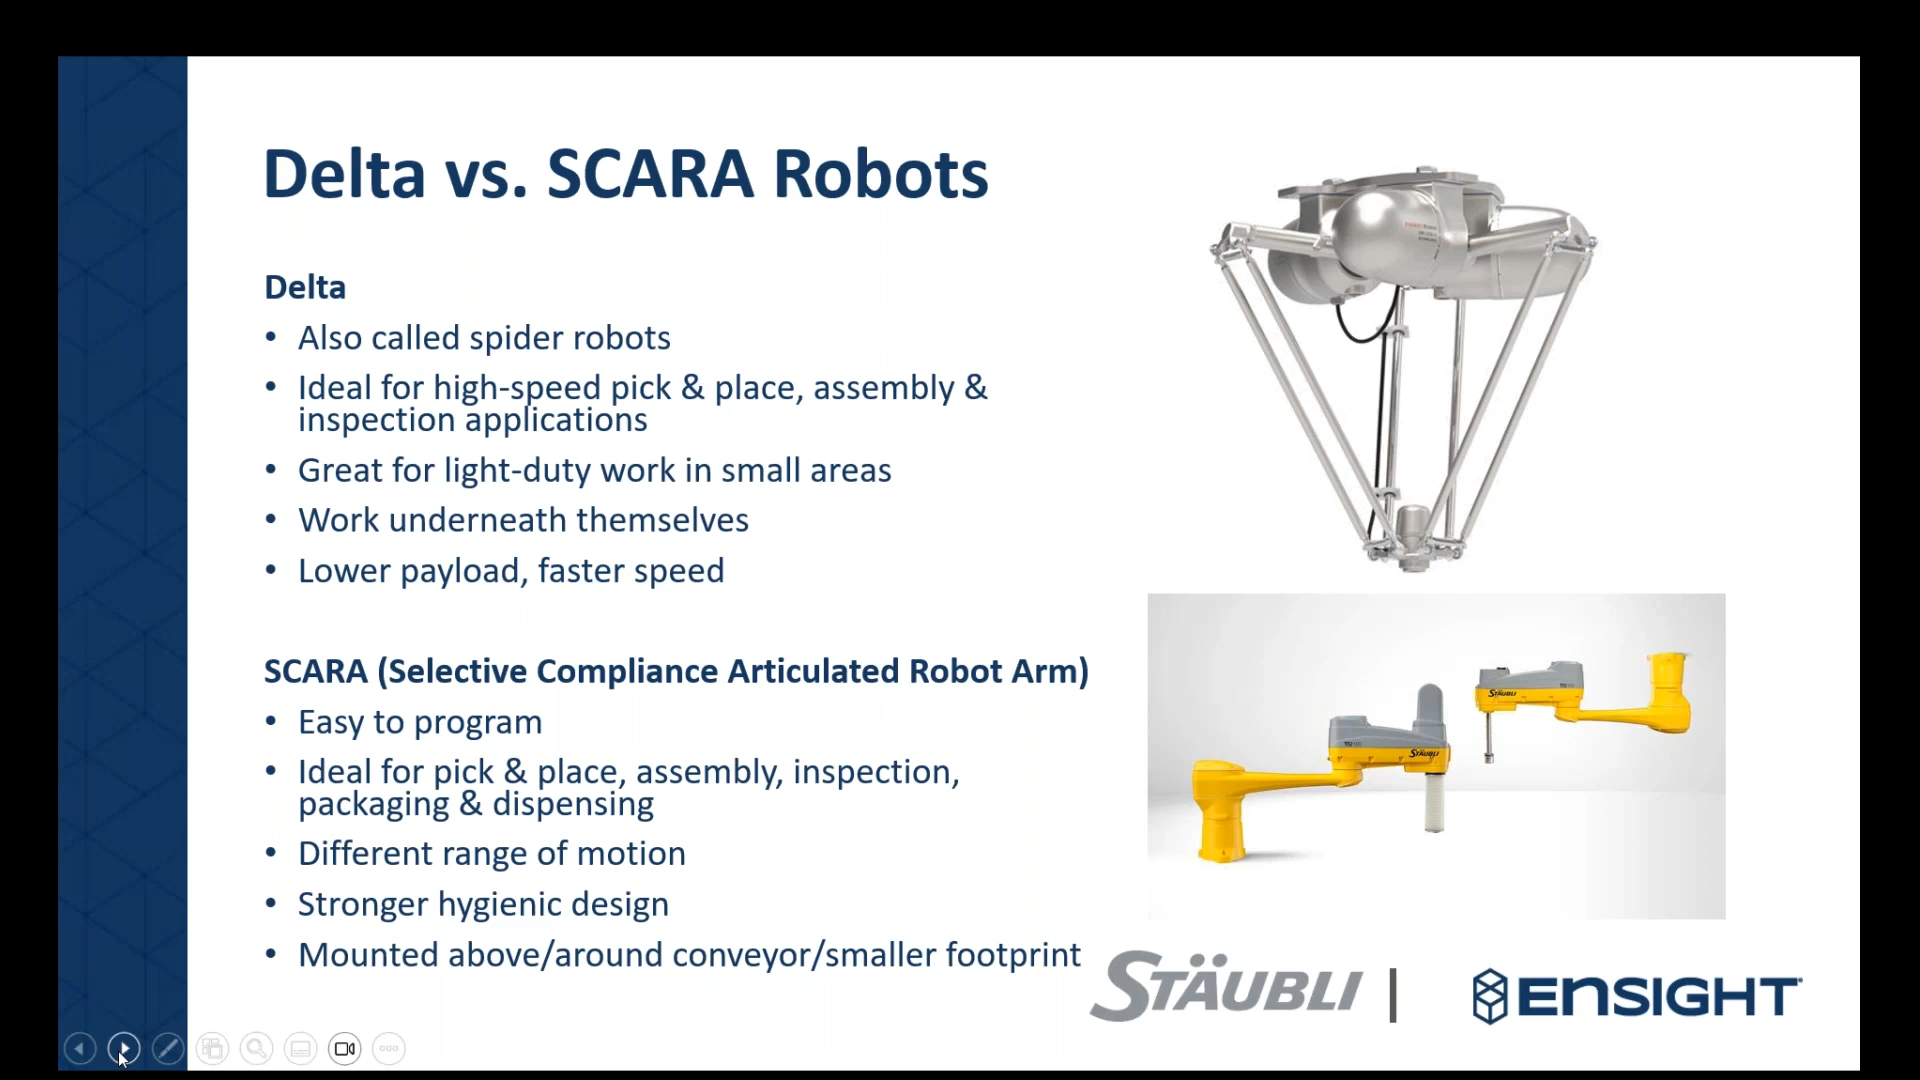 Delta vs. SCARA Robots
Delta
• Also called spider robots
• Ideal for high-speed pick & place, assembly &
inspection applications
• Great for light-duty work in small areas
• Work underneath themselves
• Lower payload, faster speed
SCARA (Selective Compliance Articulated Robot Arm)
• Easy to program
• Ideal for pick & place, assembly, inspection,
packaging & dispensing
• Different range of motion
• Stronger hygienic design
• Mounted above/around conveyor/smaller footprint
STÄUBLI
STÄUBLI
STÄUBLI
ENSIGHT